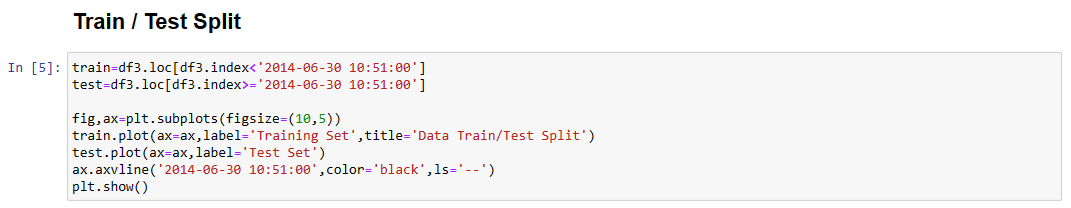 Train / Test Split
In [5]: train=df3.loc[df3.index<'2014-06-30 10:51:00']
test=df3.loc[df3.index>='2014-06-30 10:51:00']
fig,ax=plt.subplots(figsize=(10,5))
train.plot(ax=ax,label='Training Set',title='Data Train/Test Split')
test.plot(ax=ax,label='Test Set')
ax.axvline('2014-06-30 10:51:00',color='black',ls='--')
plt.show()